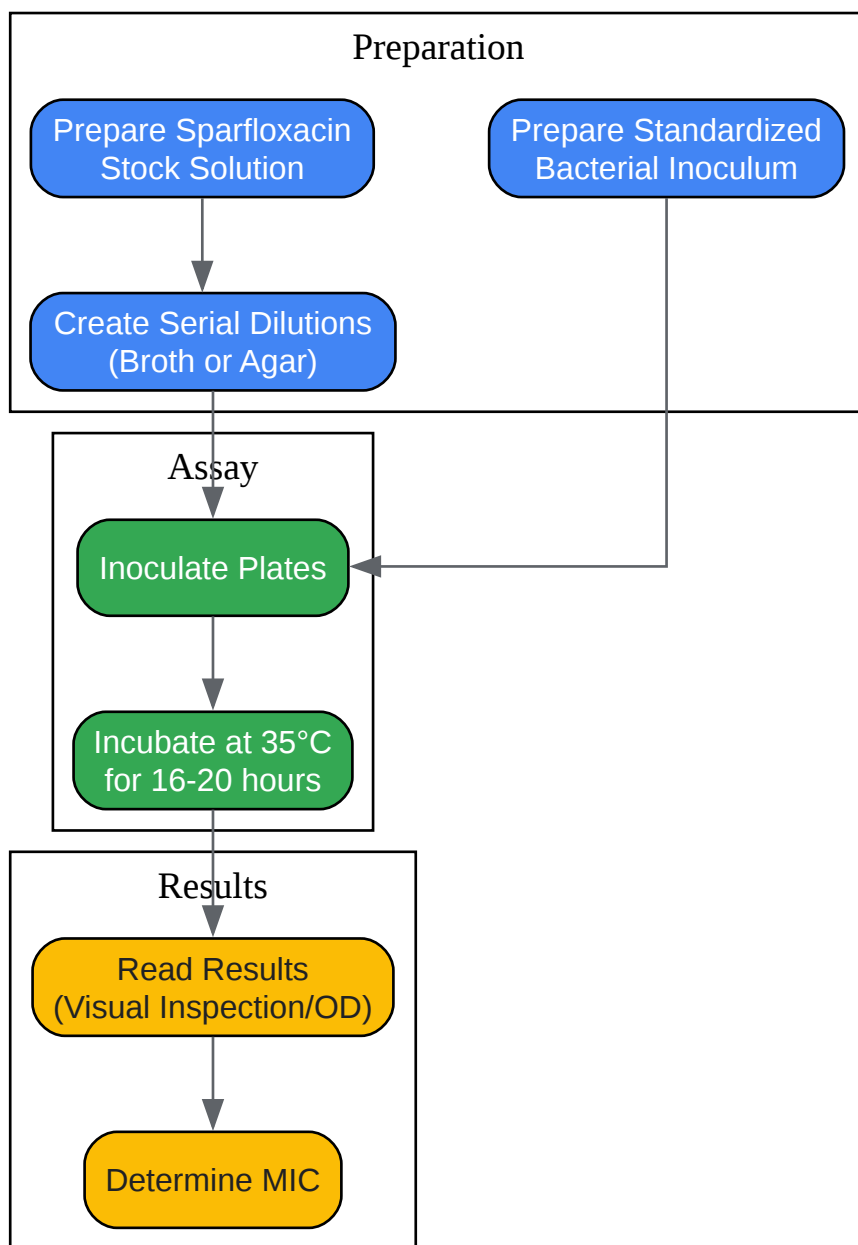 Preparation
Prepare Sparfloxacin
Stock Solution
Prepare Standardized
Bacterial Inoculum
Create Serial Dilutions
(Broth or Agar)
Assay
Inoculate Plates
Incubate at 35°C
for 16-20 hours
Results
Read Results
(Visual Inspection/OD)
Determine MIC